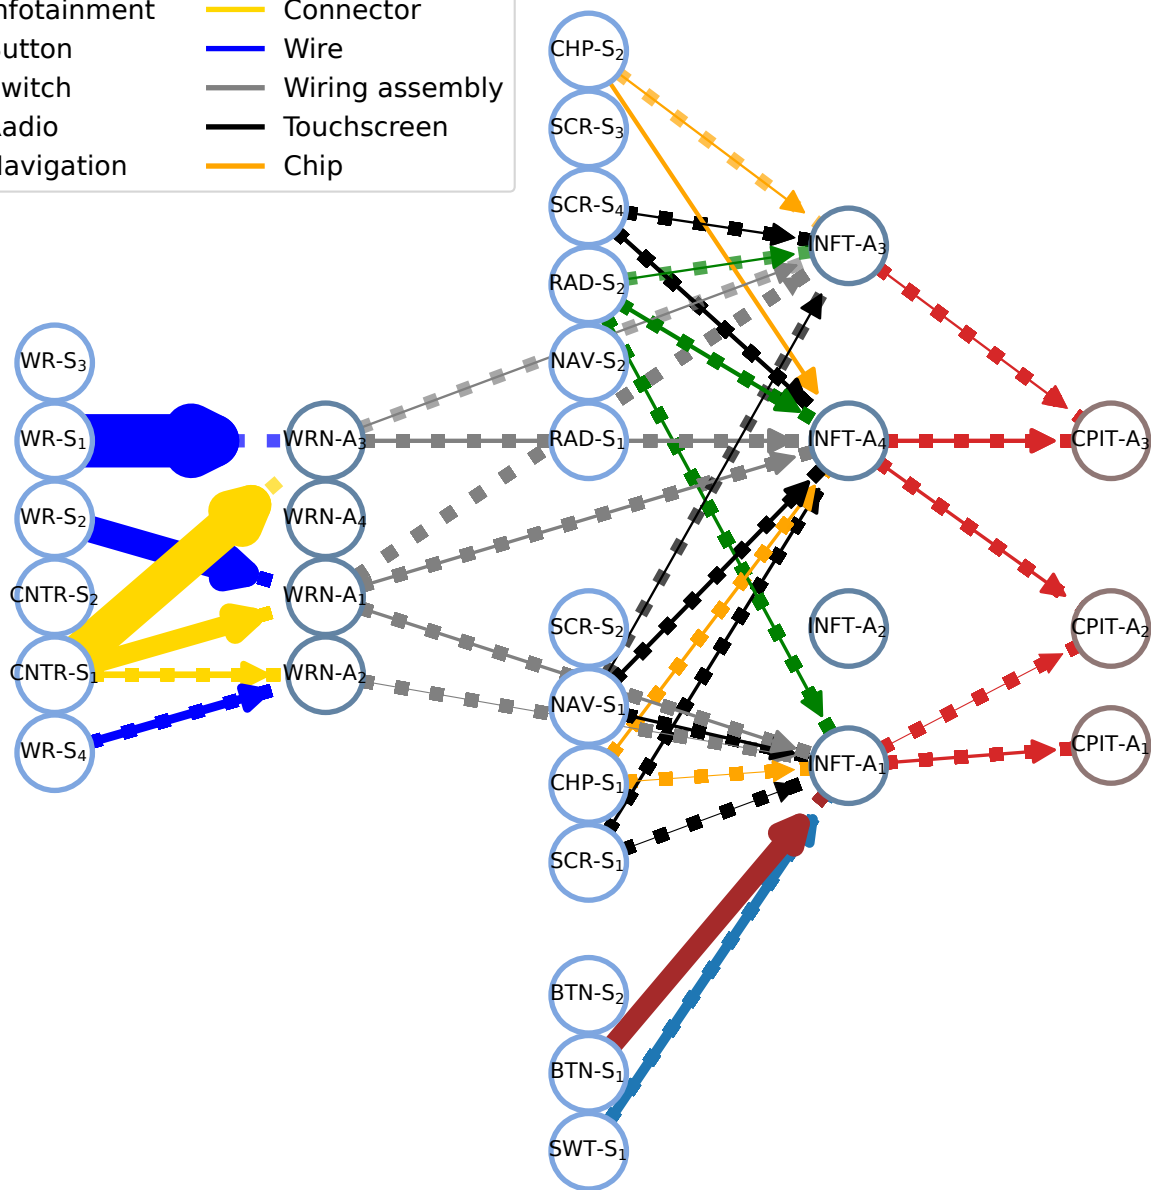 nfotainment
Connector
utton
Wire
witch
Wiring assembly
adio
Touchscreen
avigation
Chip
CHP-S2
SCR-S3
SCR-S4
INFT-A3
RAD-S2
WR-S3
NAV-S2
WR-S1
WRN-A3
RAD-S1
INFT-A4
CPIT-A3
WR-S2
WRN-A4
CNTR-S2
WRN-A1
SCR-S2
INFT-A2
CPIT-A2
CNTR-S1
WRN-A2
NAV-S1
WR-S4
INFT-A1
CPIT-A1
CHP-S1
SCR-S1
BTN-S2
BTN-S1
SWT-S1